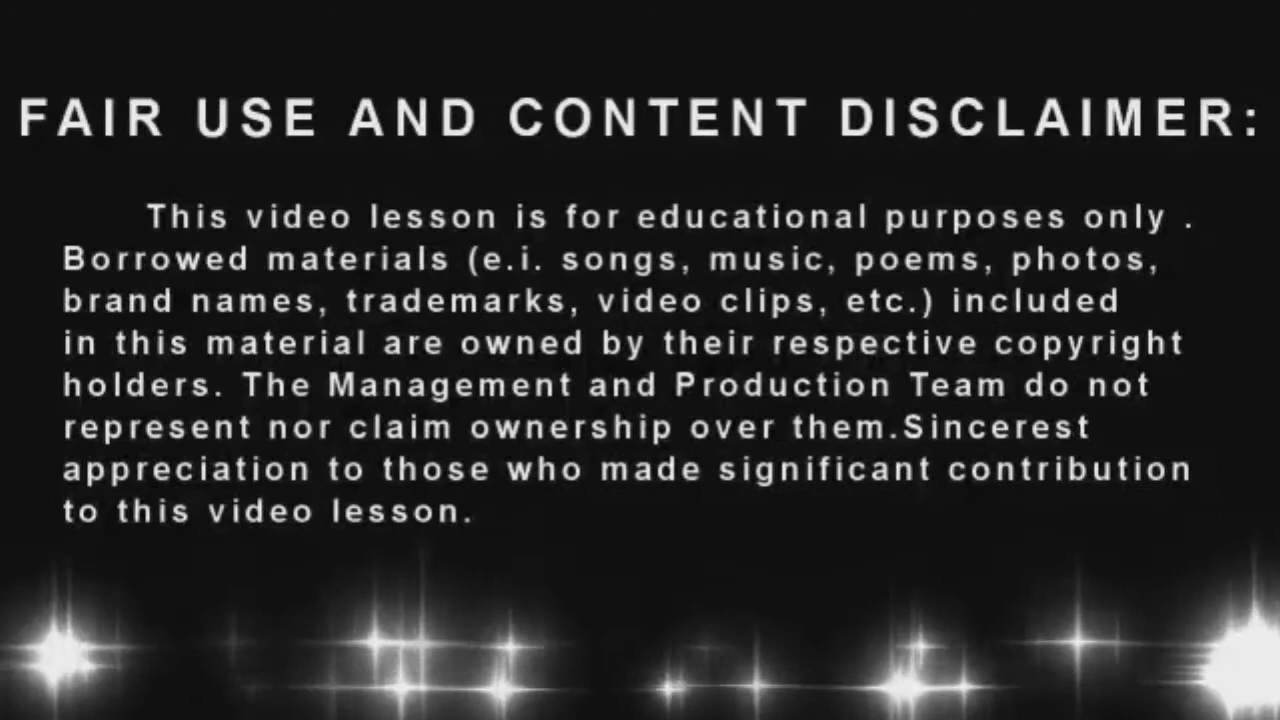 FAIR USE AND CONTENT DISCLAIMER:
This video lesson is for educational purposes only .
Borrowed materials (e.i. songs, music, poems, photos,
brand names, trademarks, video clips, etc.) included
in this material are owned by their respective copyright
holders. The Management and Production Team do not
represent nor claim ownership over them.Sincerest
appreciation to those who made significant contribution
to this video lesson.